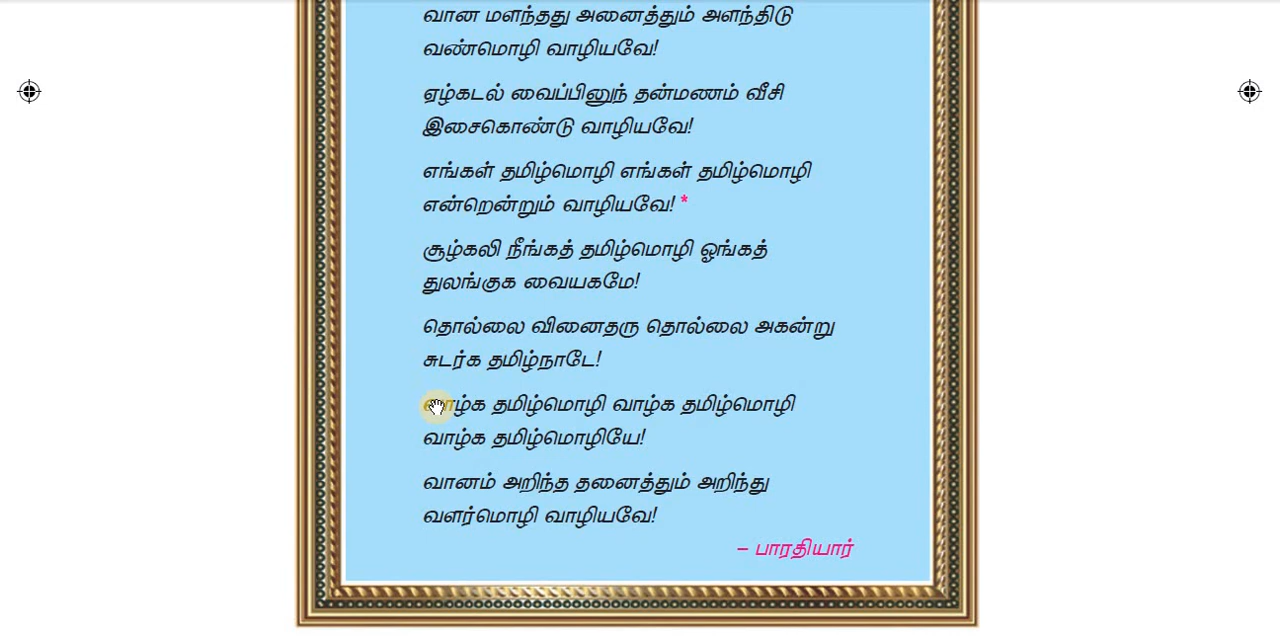 வான மளந்தது அனைத்தும் அளந்திடு
வண்மொழி வாழியவே!
ஏழ்கடல் வைப்பினுந் தன்மணம் வீசி
இசைகொண்டு வாழியவே!
எங்கள் தமிழ்மொழி எங்கள் தமிழ்மொழி
என்றென்றும் வாழியவே! *
சூழ்கலி நீங்கத் தமிழ்மொழி ஓங்கத்
துலங்குக வையகமே!
தொல்லை வினைதரு தொல்லை அகன்று
சுடர்க தமிழ்நாடே!
வாழ்க தமிழ்மொழி வாழ்க தமிழ்மொழி
வாழ்க தமிழ்மொழியே!
வானம் அறிந்த தனைத்தும் அறிந்து
வளர்மொழி வாழியவே!
– பாரதியார்